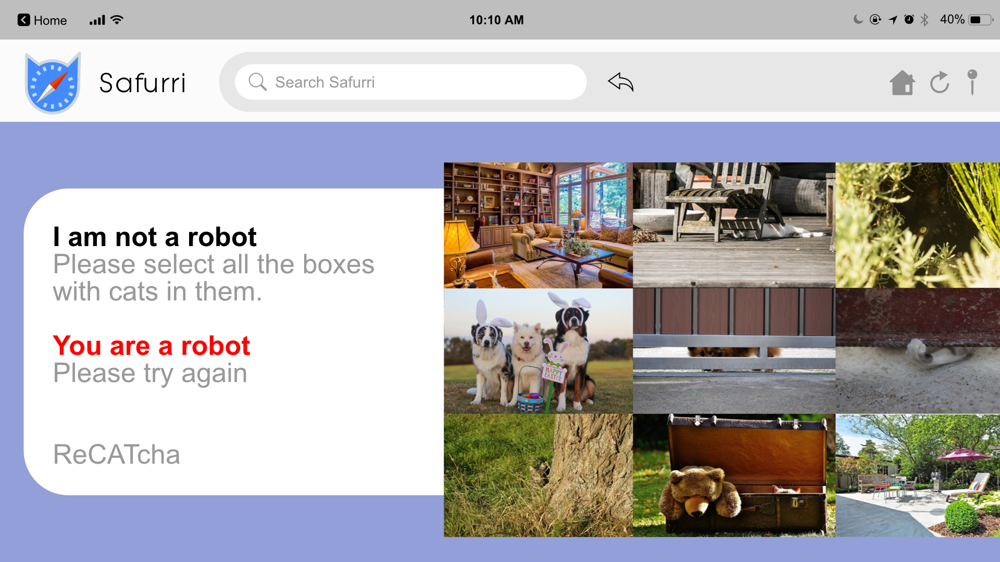 Home
10:10 AM
40%
Safurri
Search Safurri
I am not a robot
Please select all the boxes
with cats in them.
You are a robot
Please try again
ReCATcha
HAPPY
EASTER